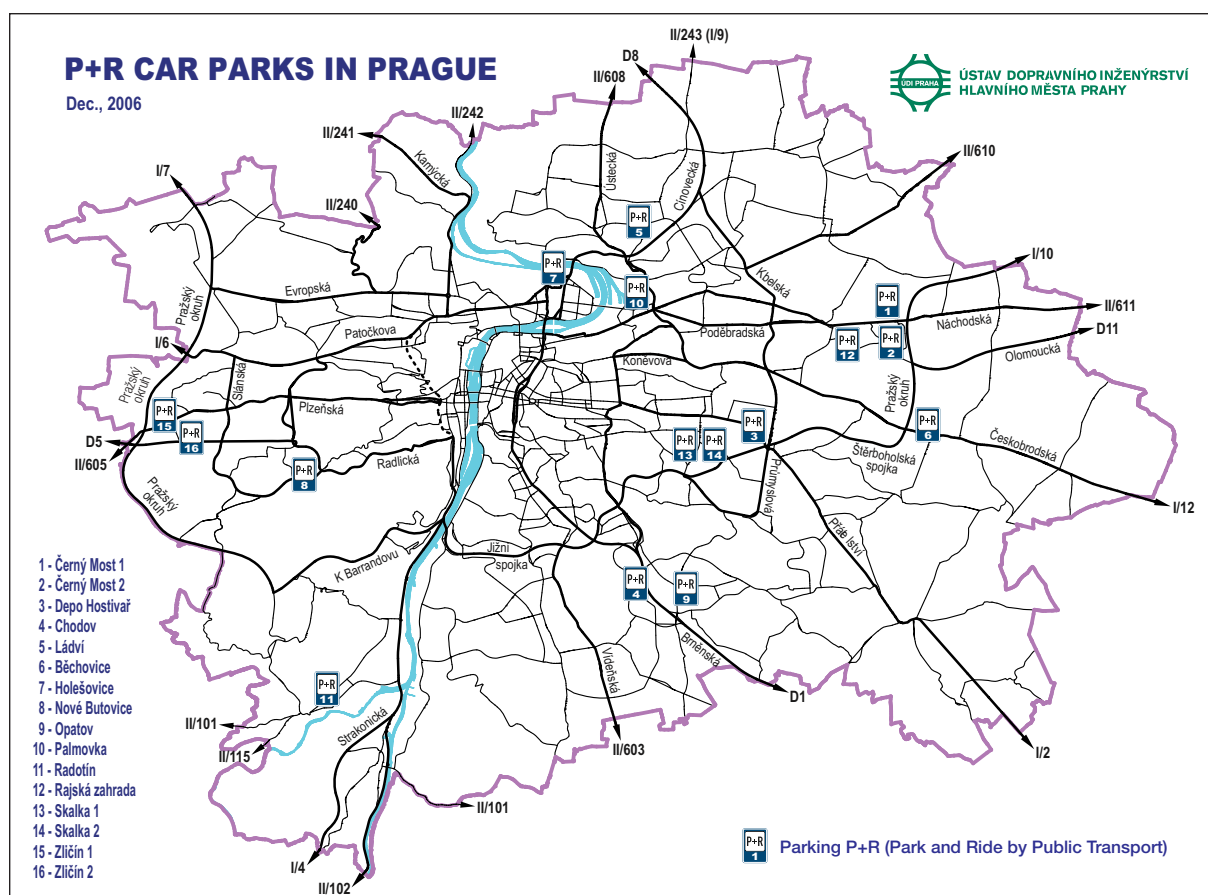 P+R CAR PARKS IN PRAGUE
Dec., 2006
ÚDI PRAHA
ÚSTAV DOPRAVNÍHO INŽENÝRSTVÍ
HLAVNÍHO MĚSTA PRAHY
II/243 (I/9)
D8
II/608
II/242
II/241
I/7
II/240
II/610
I/10
II/611
D11
I/6
D5
II/605
I/12
I/2
D1
II/603
II/101
II/115
II/101
I/4
II/102
Kamýcká
Ústecká
Cínovecká
Kbelská
Evropská
Patočkova
Pražský
okruh
Pražský
okruh
Slánská
Plzeňská
Radlická
Pražský
okruh
K Barrandovu
Jižní
spojka
Strakonická
Vídeňská
Brněnská
Poděbradská
Koněvova
Náchodská
Olomoucká
Pražský
okruh
Českobrodská
Štěrboholská
spojka
Průmyslová
Přáte lství
P+R
5
P+R
7
P+R
10
P+R
1
P+R
12
P+R
2
P+R
15
P+R
16
P+R
8
P+R
13
P+R
14
P+R
3
P+R
6
P+R
4
P+R
9
P+R
11
1 - Černý Most 1
2 - Černý Most 2
3 - Depo Hostivař
4 - Chodov
5 - Ládví
6 - Běchovice
7 - Holešovice
8 - Nové Butovice
9 - Opatov
10 - Palmovka
11 - Radotín
12 - Rajská zahrada
13 - Skalka 1
14 - Skalka 2
15 - Zličín 1
16 - Zličín 2
P+R
1
Parking P+R (Park and Ride by Public Transport)